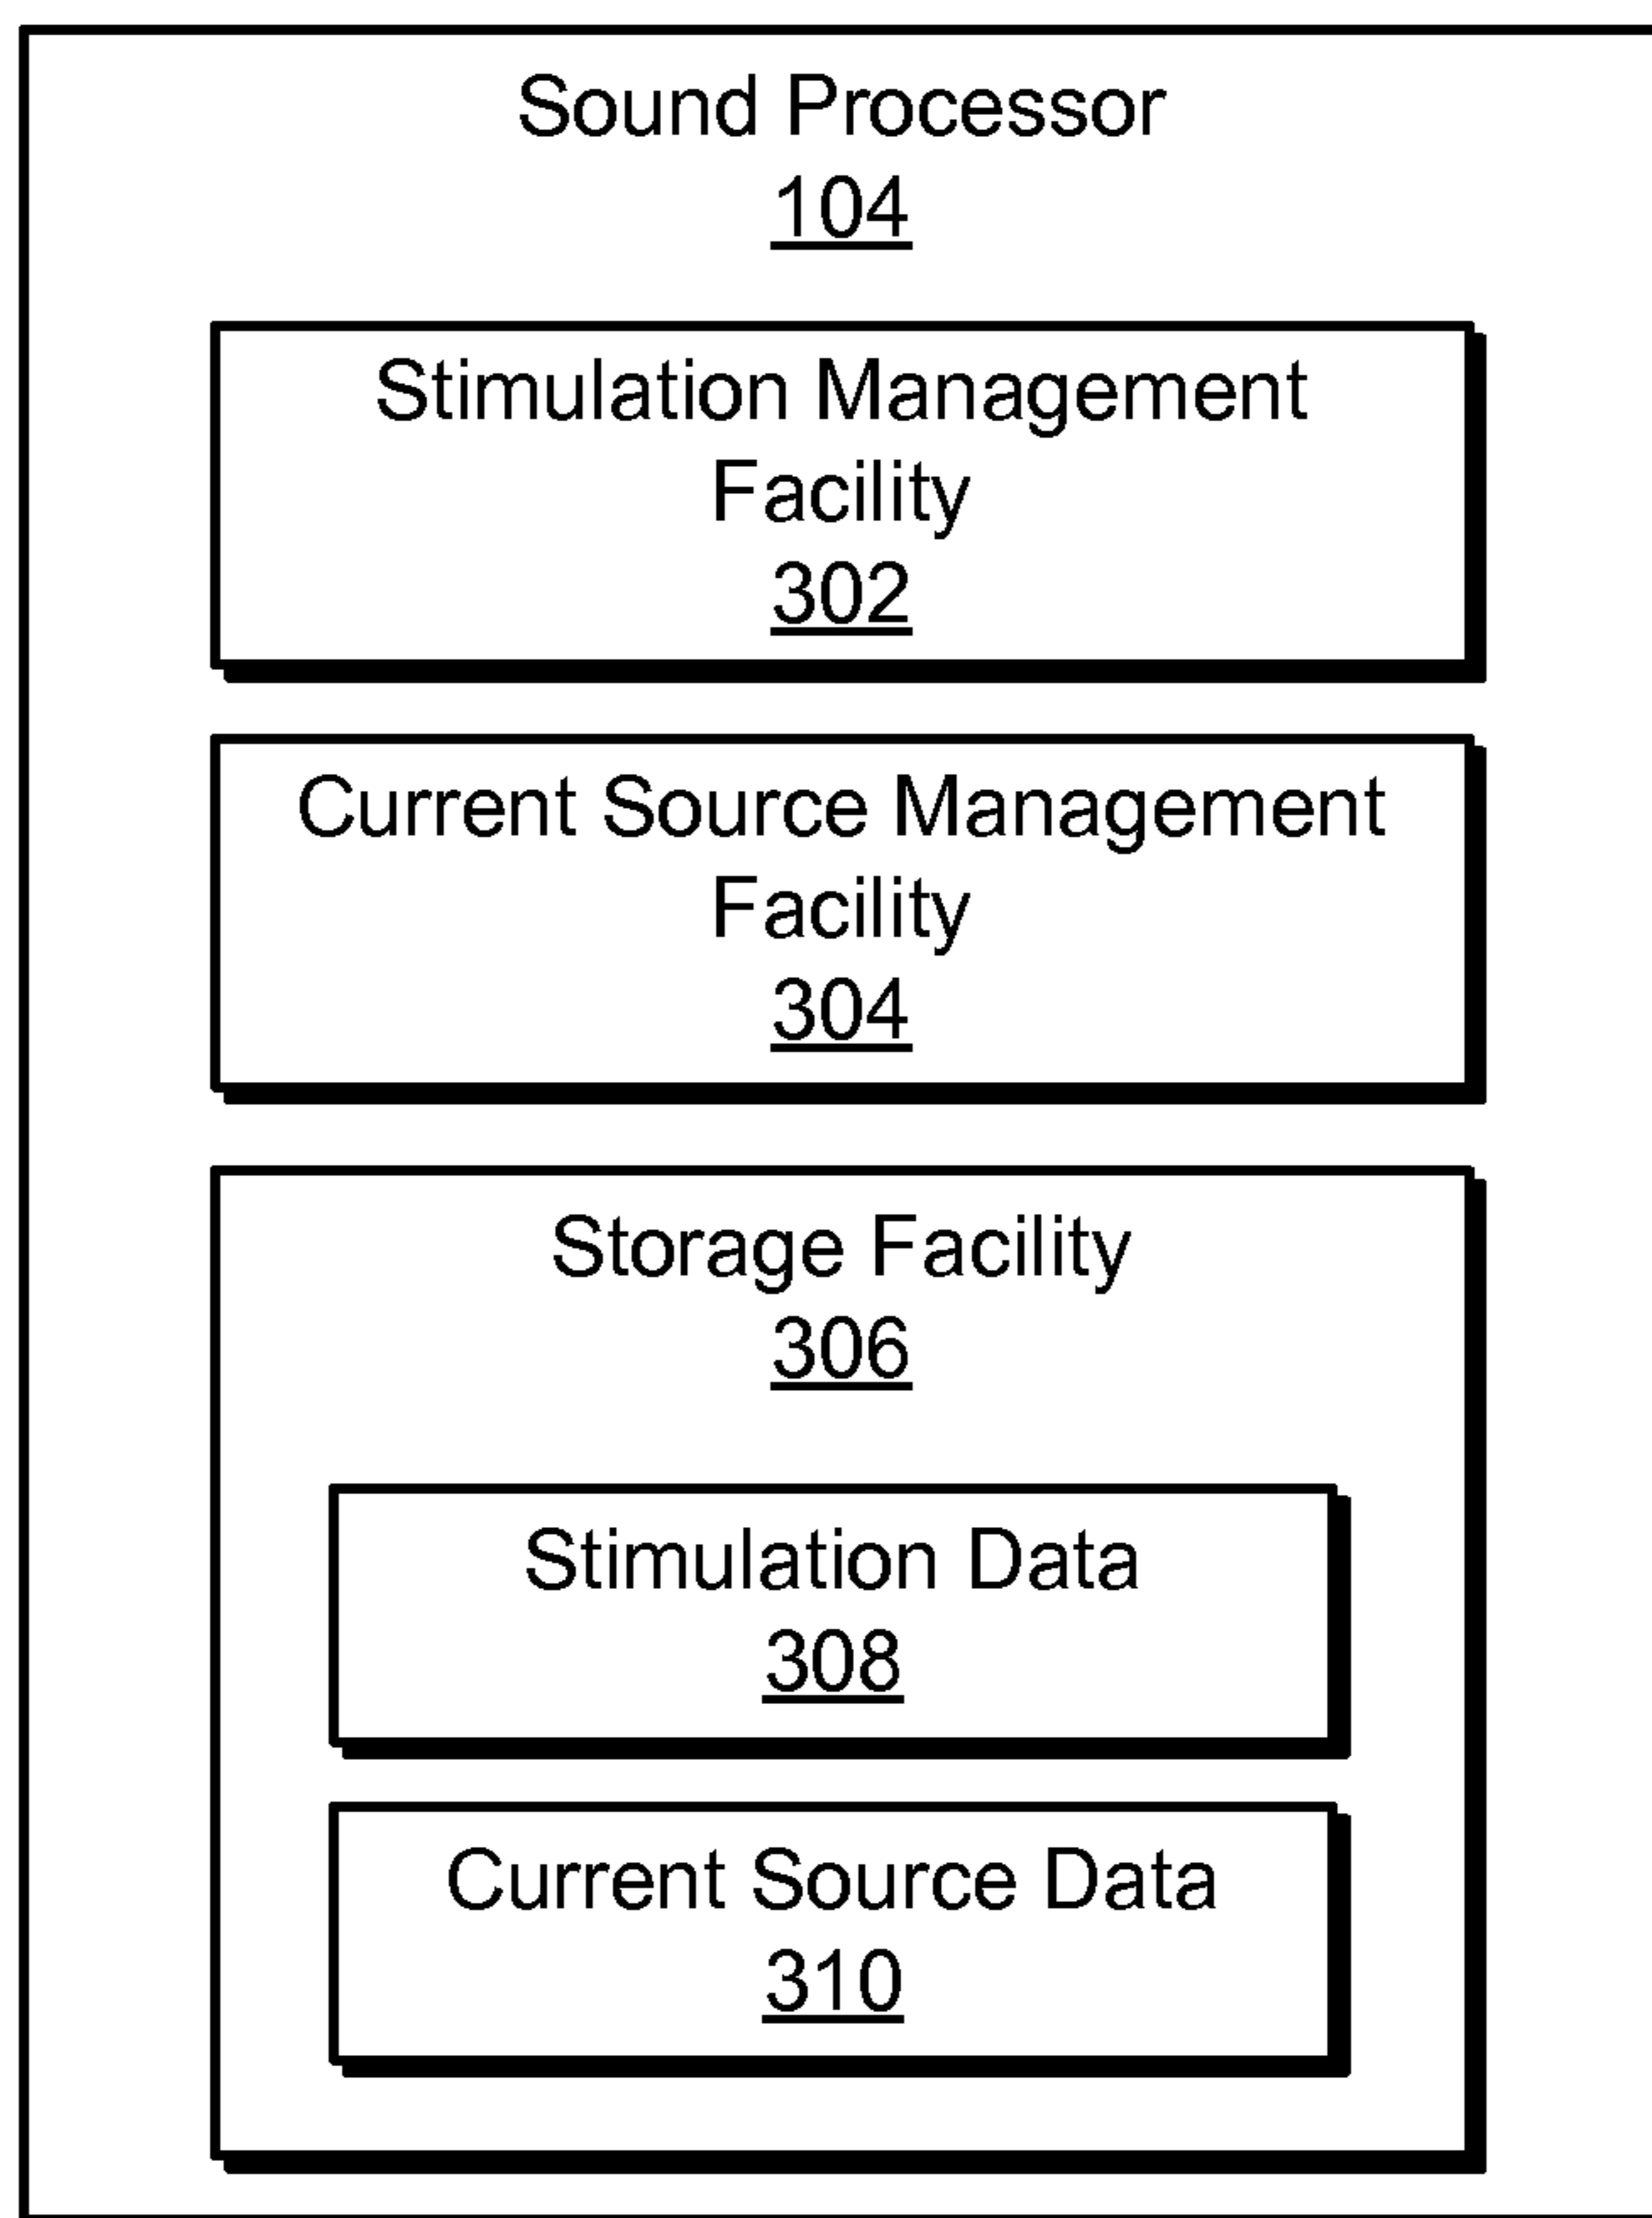 Sound Processor
104
Stimulation Management
Facility
302
Current Source Management
Facility
304
Storage Facility
306
Stimulation Data
308
Current Source Data
310